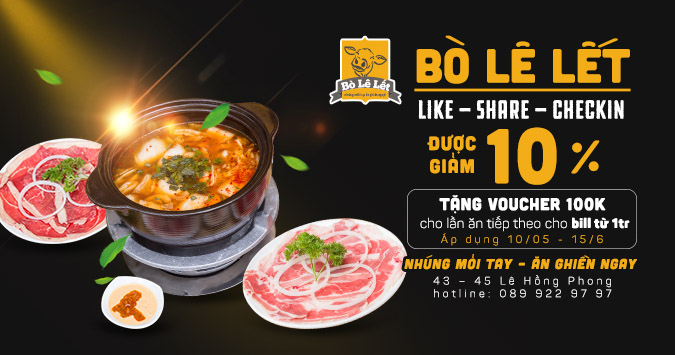 Bò Lê Lết
BÒ LÊ LẾT
LIKE – SHARE – CHECKIN
ĐƯỢC
GIẢM
10 %
TẶNG VOUCHER 100K
cho lần ăn tiếp theo cho bill từ 1tr
Áp dụng 10/05 - 15/6
NHÚNG MỎI TAY - ĂN GHIỀN NGAY
43 – 45 Lê Hồng Phong
hotline: 089 922 97 97